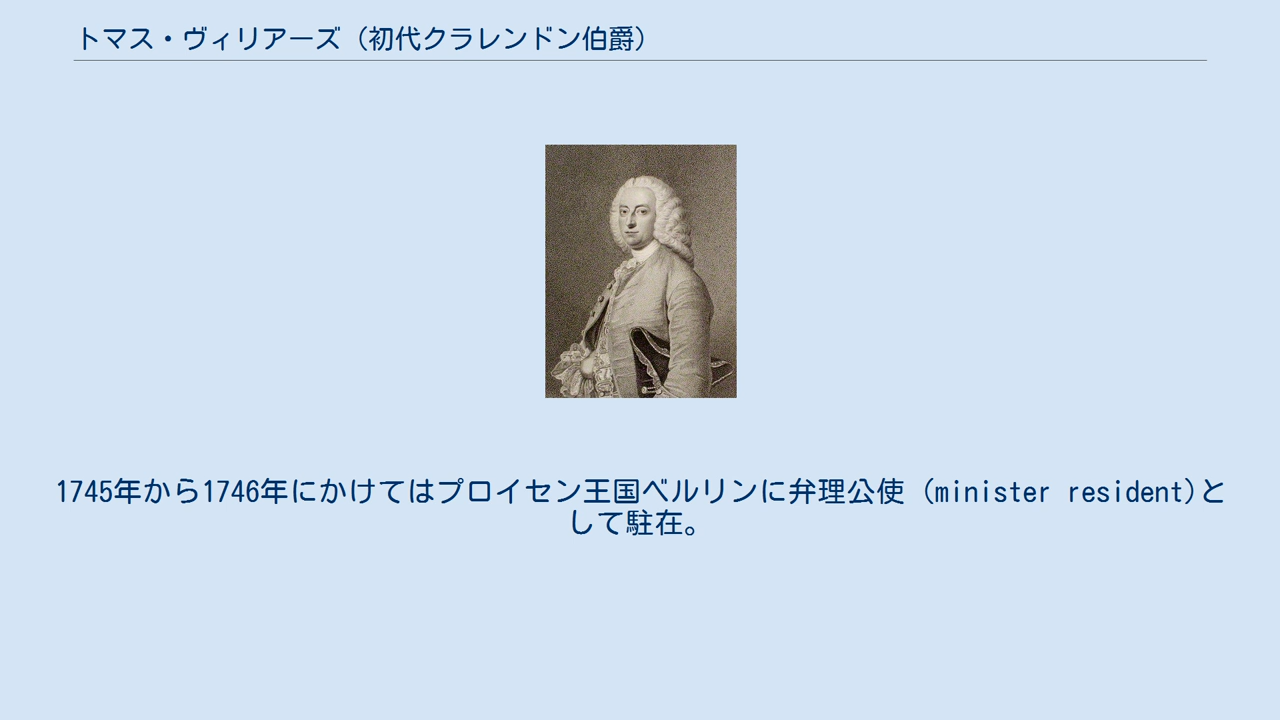 トマス・ヴィリアーズ（初代クラレンドン伯爵）
1745年から1746年にかけてはプロイセン王国ベルリンに弁理公使（minister resident)と
して駐在。